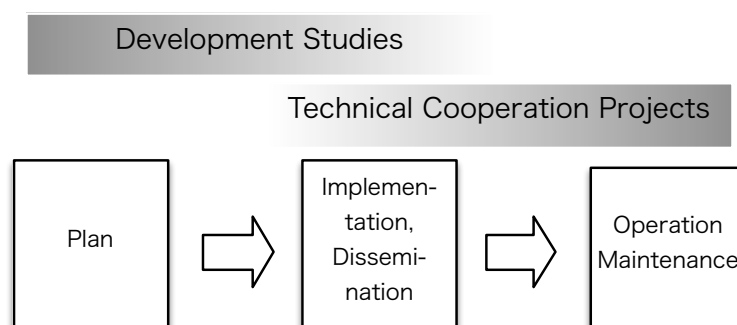 Development Studies
Technical Cooperation Projects
Plan
Implemen-
tation,
Dissemi-
nation
Operation
Maintenance